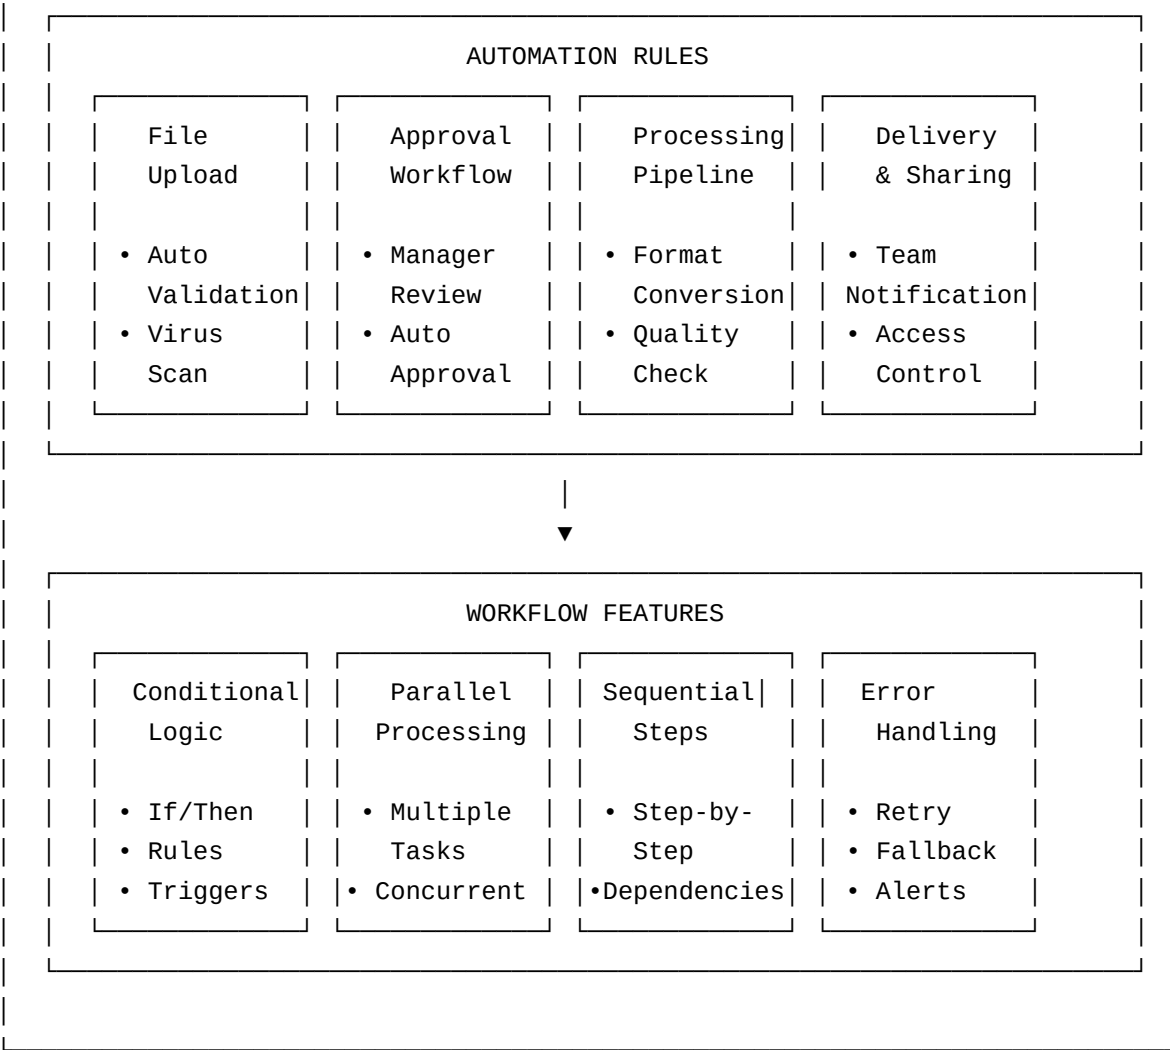 AUTOMATION RULES
File Approval Processing Delivery
Upload Workflow Pipeline & Sharing
• Auto • Manager • Format • Team
Validation Review Conversion Notification
• Virus • Auto • Quality • Access
Scan Approval Check Control
▼
WORKFLOW FEATURES
Conditional Parallel Sequential Error
Logic Processing Steps Handling
• If/Then • Multiple • Step-by- • Retry
• Rules Tasks Step • Fallback
• Triggers • Concurrent •Dependencies • Alerts